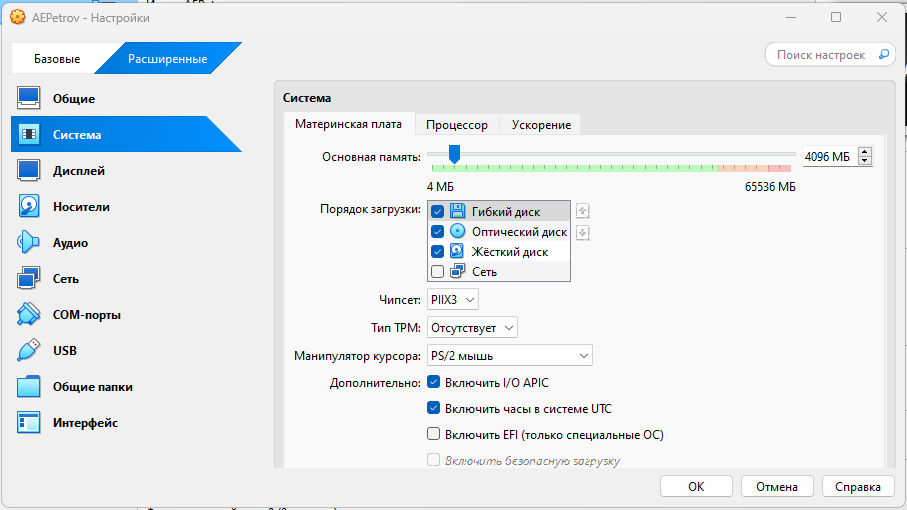 AEPetrov - Настройки
Базовые
Расширенные
Поиск настроек
Общие
Система
Дисплей
Носители
Аудио
Сеть
COM-порты
USB
Общие папки
Интерфейс
Система
Материнская плата
Процессор
Ускорение
Основная память:
4096 МБ
4 МБ
65536 МБ
Порядок загрузки:
Гибкий диск
Оптический диск
Жёсткий диск
Сеть
Чипсет:
PIIX3
Тип TPM:
Отсутствует
Манипулятор курсора:
PS/2 мышь
Дополнительно:
Включить I/O APIC
Включить часы в системе UTC
Включить EFI (только специальные ОС)
Включить безопасную загрузку
ОК
Отмена
Справка